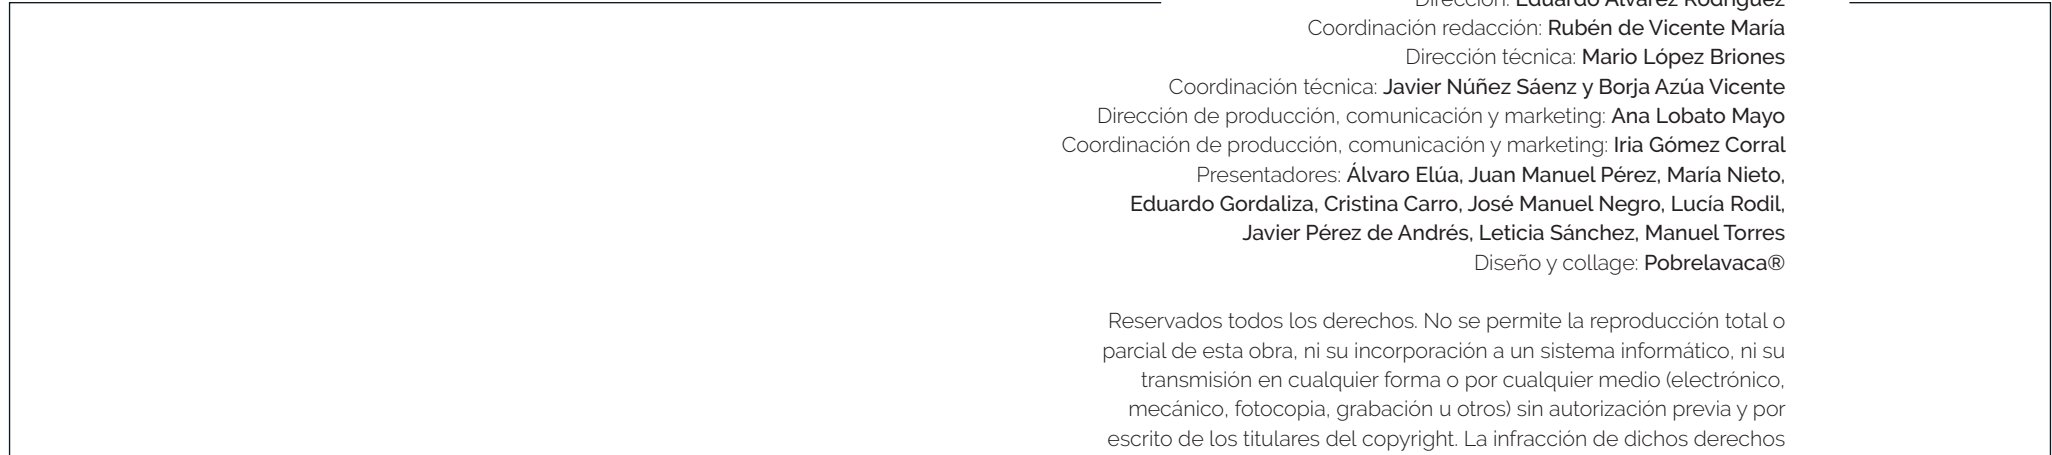 Dirección: Eduardo Álvarez Rodríguez
Coordinación redacción: Rubén de Vicente María
Dirección técnica: Mario López Briones
Coordinación técnica: Javier Núñez Sáenz y Borja Azúa Vicente
Dirección de producción, comunicación y marketing: Ana Lobato Mayo
Coordinación de producción, comunicación y marketing: Iria Gómez Corral
Presentadores: Álvaro Elúa, Juan Manuel Pérez, María Nieto,
Eduardo Gordaliza, Cristina Carro, José Manuel Negro, Lucía Rodil,
Javier Pérez de Andrés, Leticia Sánchez, Manuel Torres
Diseño y collage: Pobrelavaca®
Reservados todos los derechos. No se permite la reproducción total o
parcial de esta obra, ni su incorporación a un sistema informático, ni su
transmisión en cualquier forma o por cualquier medio (electrónico,
mecánico, fotocopia, grabación u otros) sin autorización previa y por
escrito de los titulares del copyright. La infracción de dichos derechos